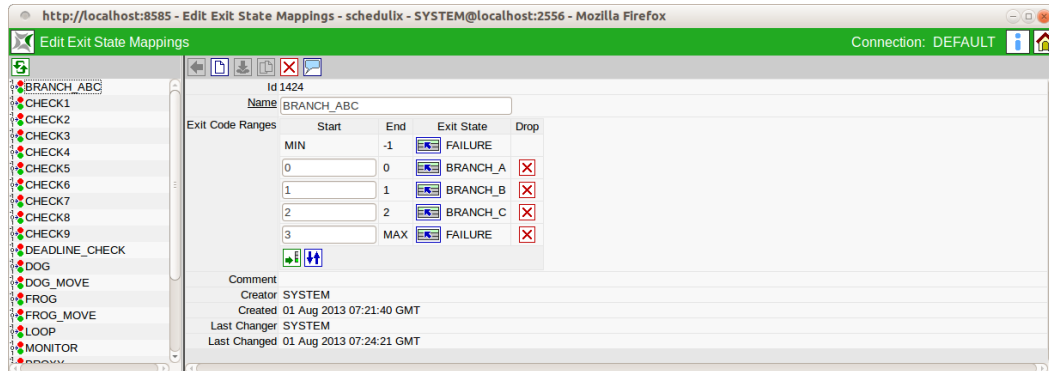 http://localhost:8585 - Edit Exit State Mappings - schedulix - SYSTEM@localhost:2556 - Mozilla Firefox
Edit Exit State Mappings
Connection: DEFAULT
BRANCH_ABC
CHECK1
CHECK2
CHECK3
CHECK4
CHECK5
CHECK6
CHECK7
CHECK8
CHECK9
DEADLINE_CHECK
DOG
DOG_MOVE
FROG
FROG_MOVE
LOOP
MONITOR
Id 1424
Name BRANCH_ABC
Exit Code Ranges Start End Exit State Drop
MIN -1 FAILURE
0 0 BRANCH_A
1 1 BRANCH_B
2 2 BRANCH_C
3 MAX FAILURE
Comment
Creator SYSTEM
Created 01 Aug 2013 07:21:40 GMT
Last Changer SYSTEM
Last Changed 01 Aug 2013 07:24:21 GMT